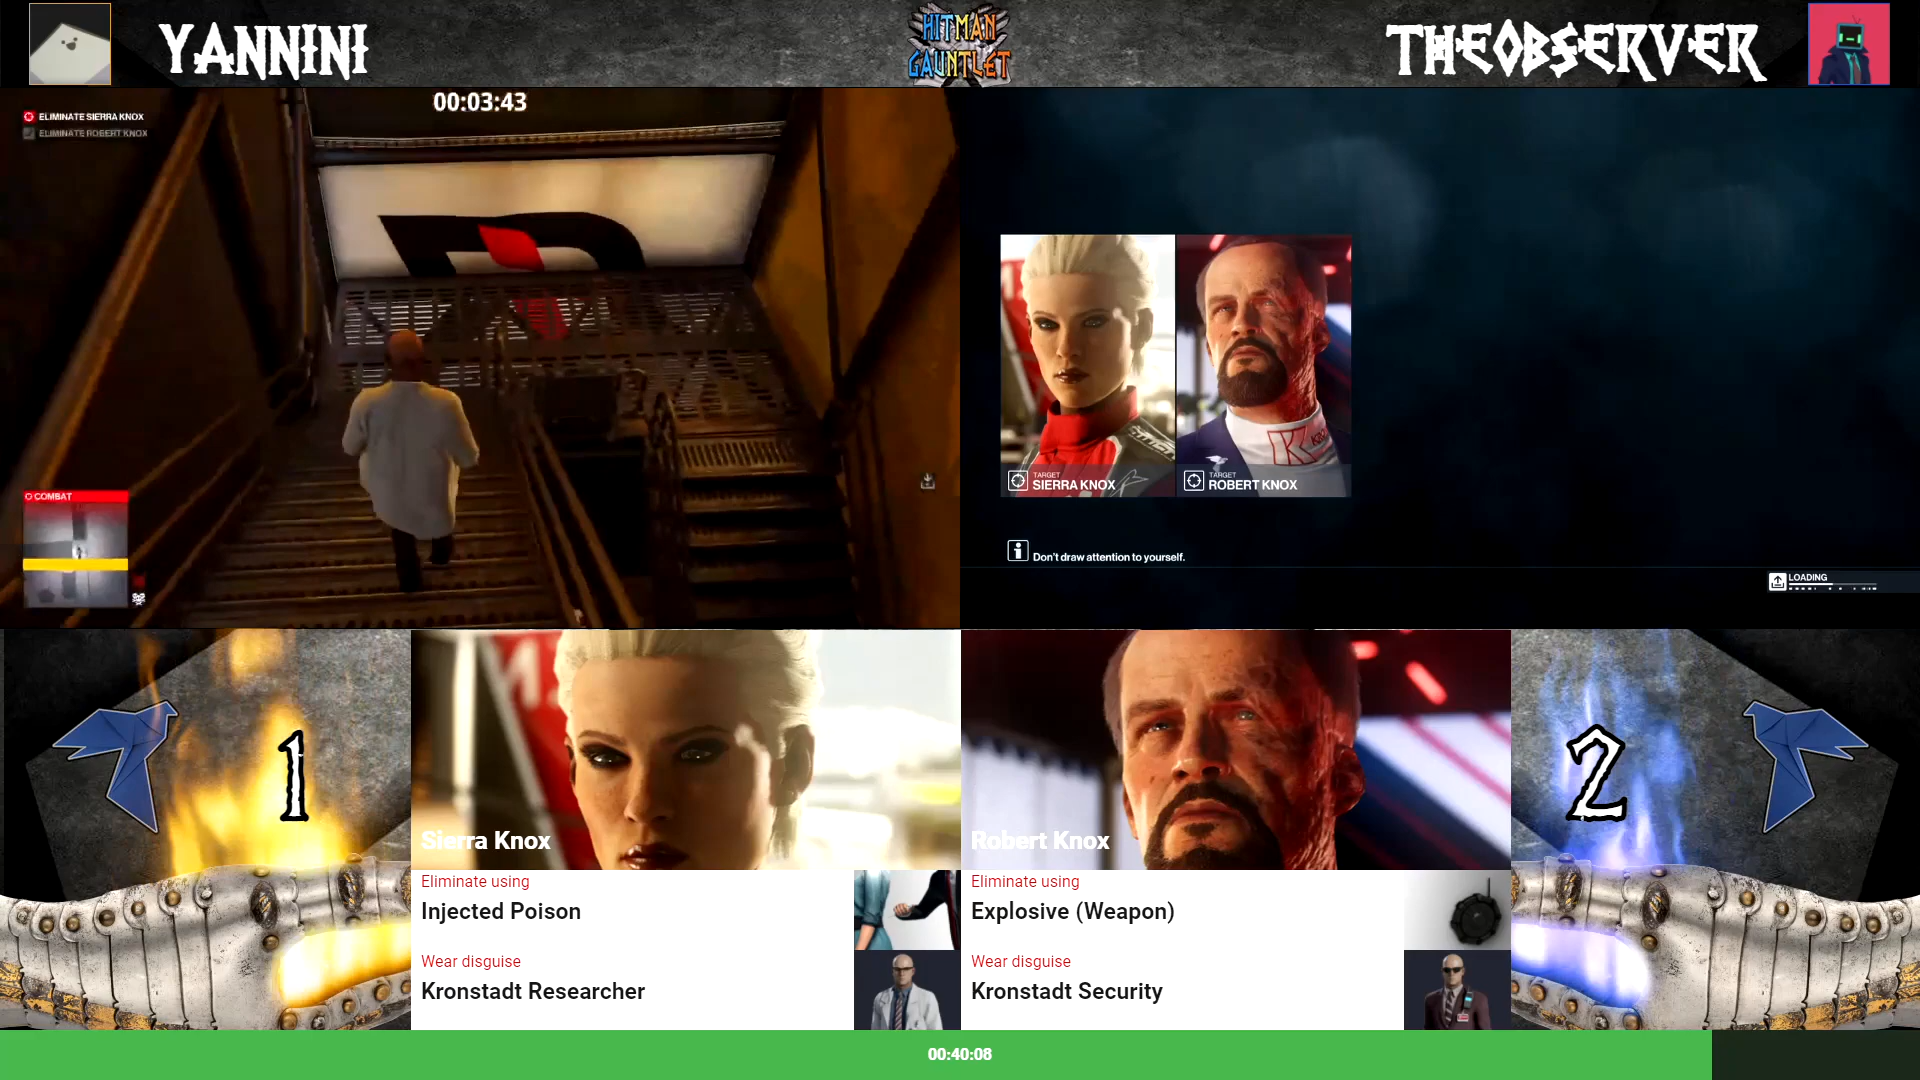 YANNINI
HITMAN
GAUNTLET
THEOBSERVER
00:03:43
ELIMINATE SIERRA KNOX
ELIMINATE ROBERT KNOX
COMBAT
TARGET
SIERRA KNOX
TARGET
ROBERT KNOX
Don't draw attention to yourself.
LOADING
1
Sierra Knox
Robert Knox
2
Eliminate using
Injected Poison
Eliminate using
Explosive (Weapon)
Wear disguise
Kronstadt Researcher
Wear disguise
Kronstadt Security
00:40:08